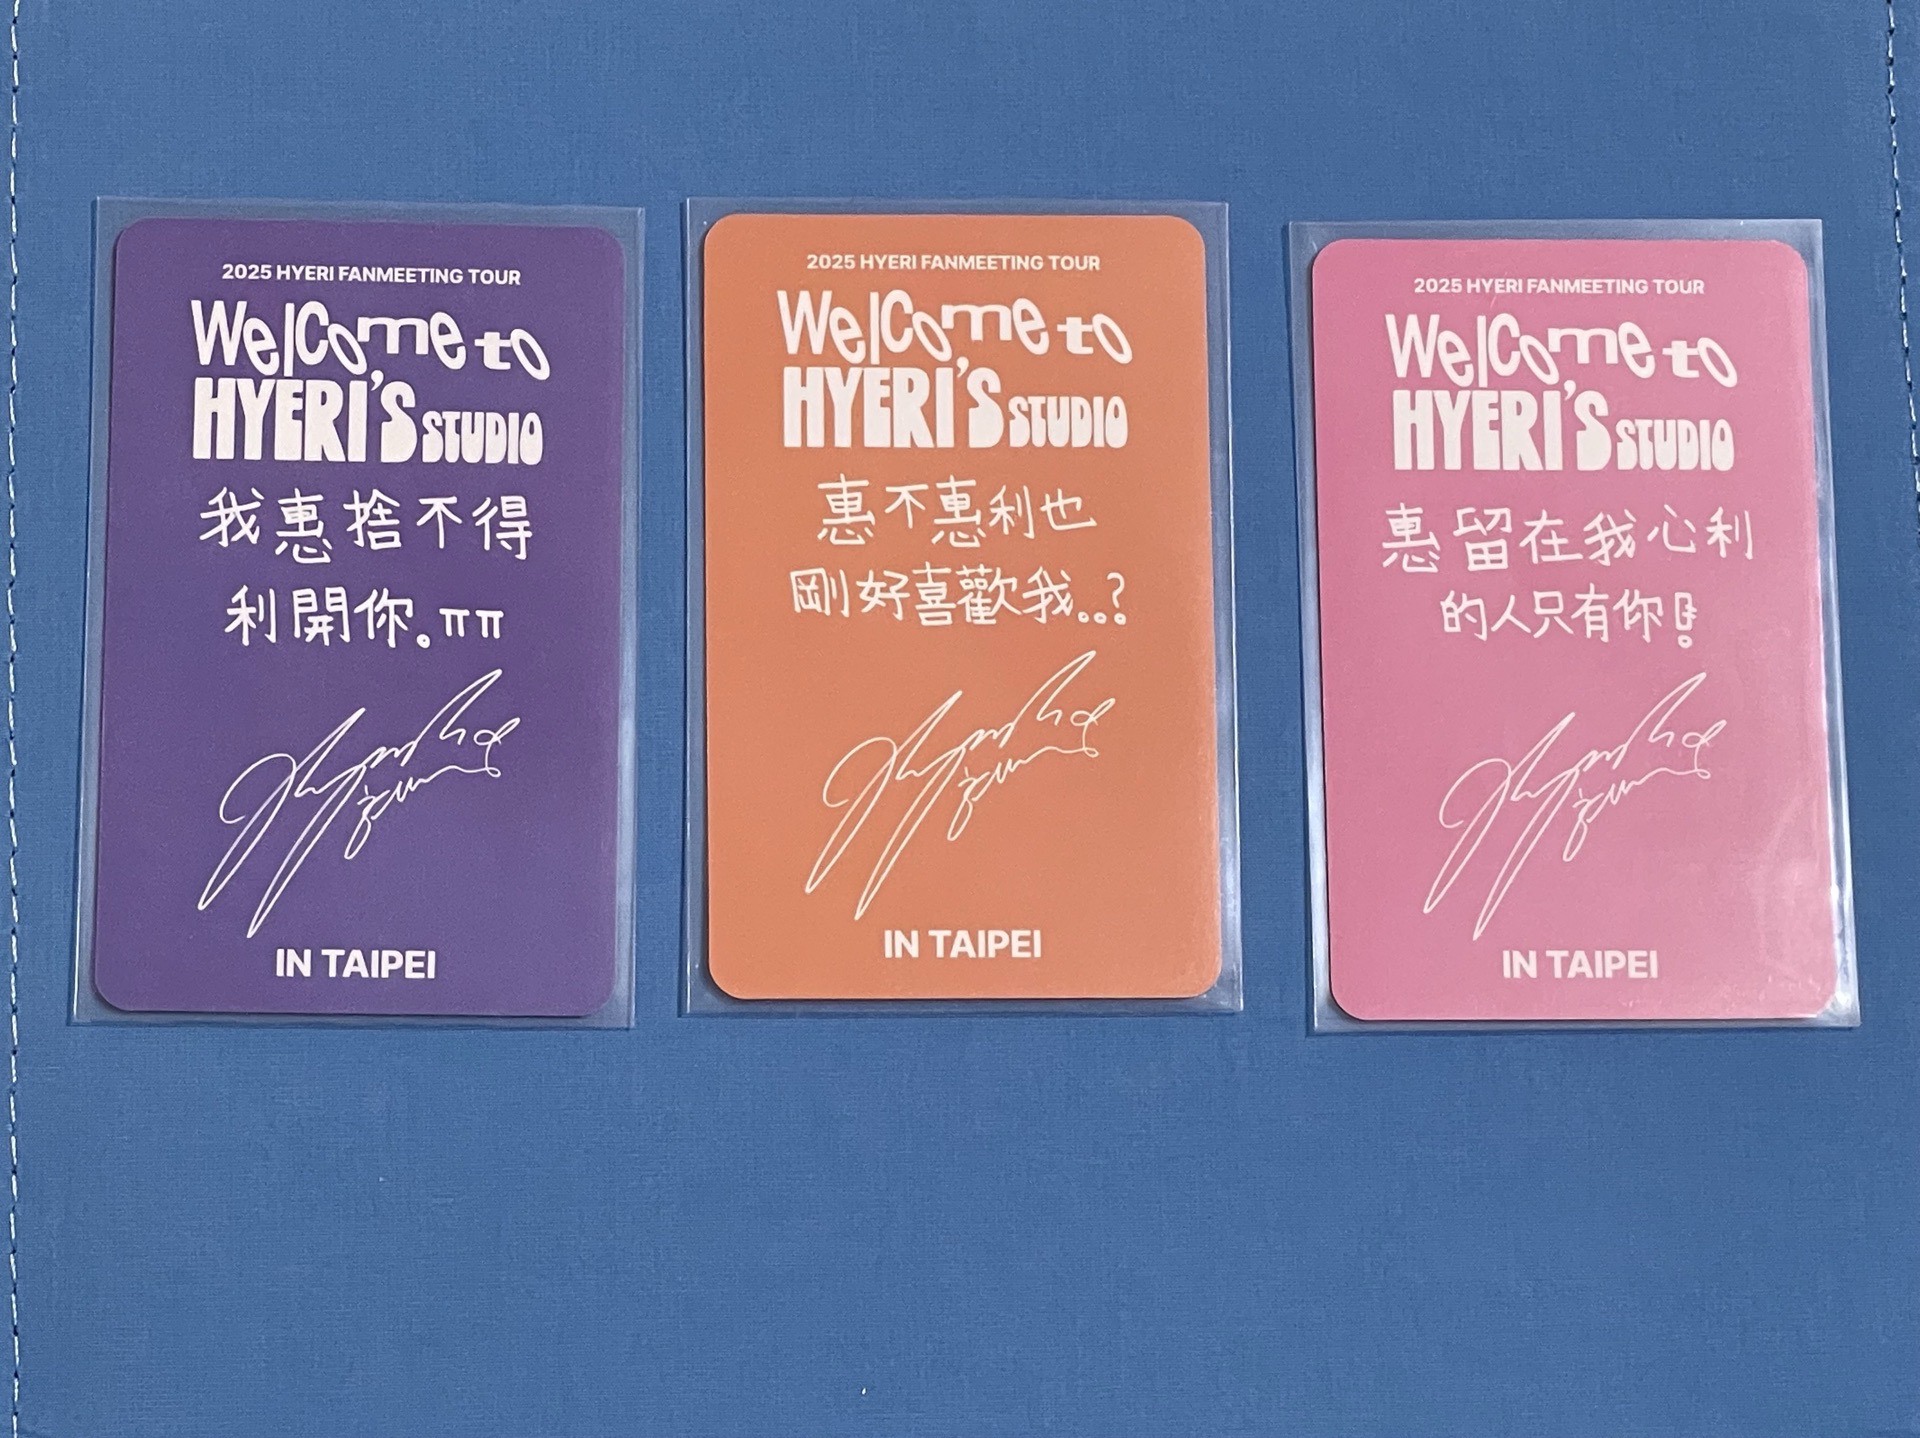 2025 HYERI FANMEETING TOUR
Welcome to
HYERI'S STUDIO
我惠捨不得
利開你。ㅠㅠ
IN TAIPEI
2025 HYERI FANMEETING TOUR
Welcome to
HYERI'S STUDIO
惠不惠利也
剛好喜歡我...?
IN TAIPEI
2025 HYERI FANMEETING TOUR
Welcome to
HYERI'S STUDIO
惠留在我心利
的人只有你!
IN TAIPEI